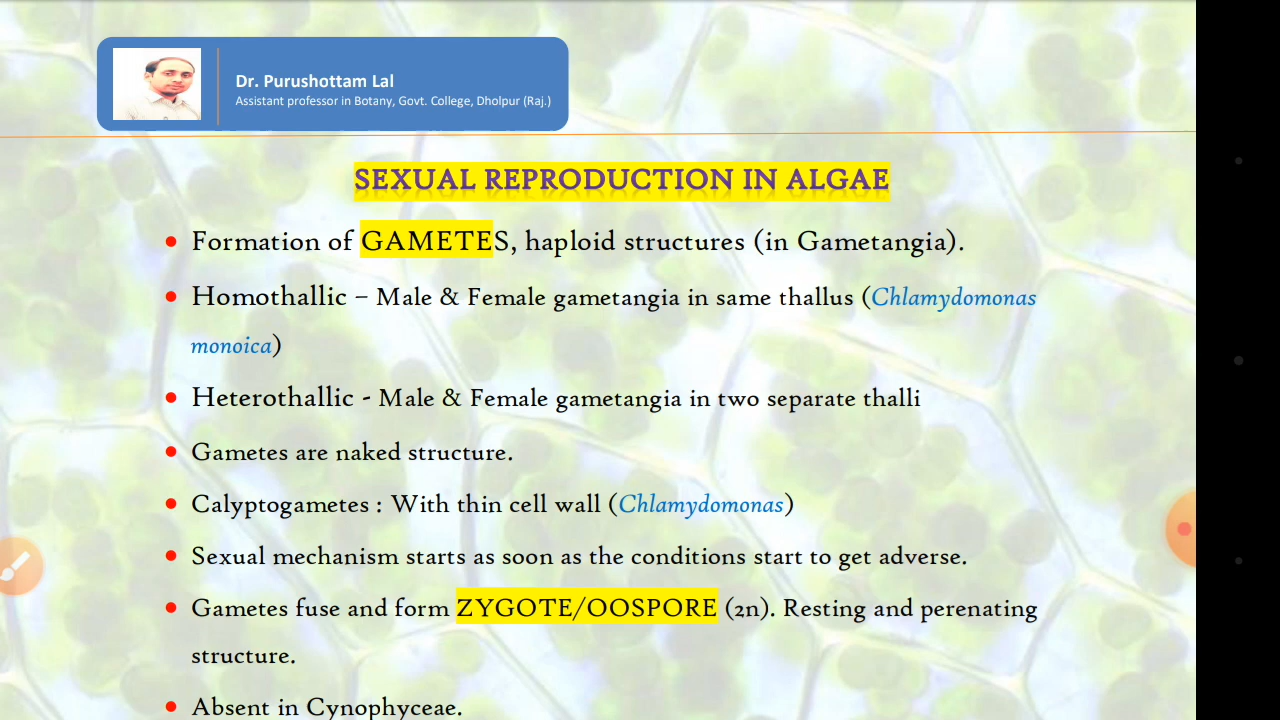 Dr. Purushottam Lal
Assistant professor in Botany, Govt. College, Dholpur (Raj.)
SEXUAL REPRODUCTION IN ALGAE
• Formation of GAMETES, haploid structures (in Gametangia).
• Homothallic – Male & Female gametangia in same thallus (Chlamydomonas
monoica)
• Heterothallic - Male & Female gametangia in two separate thalli
• Gametes are naked structure.
• Calyptogametes : With thin cell wall (Chlamydomonas)
• Sexual mechanism starts as soon as the conditions start to get adverse.
• Gametes fuse and form ZYGOTE/OOSPORE (2n). Resting and perenating
structure.
• Absent in Cynophyceae.